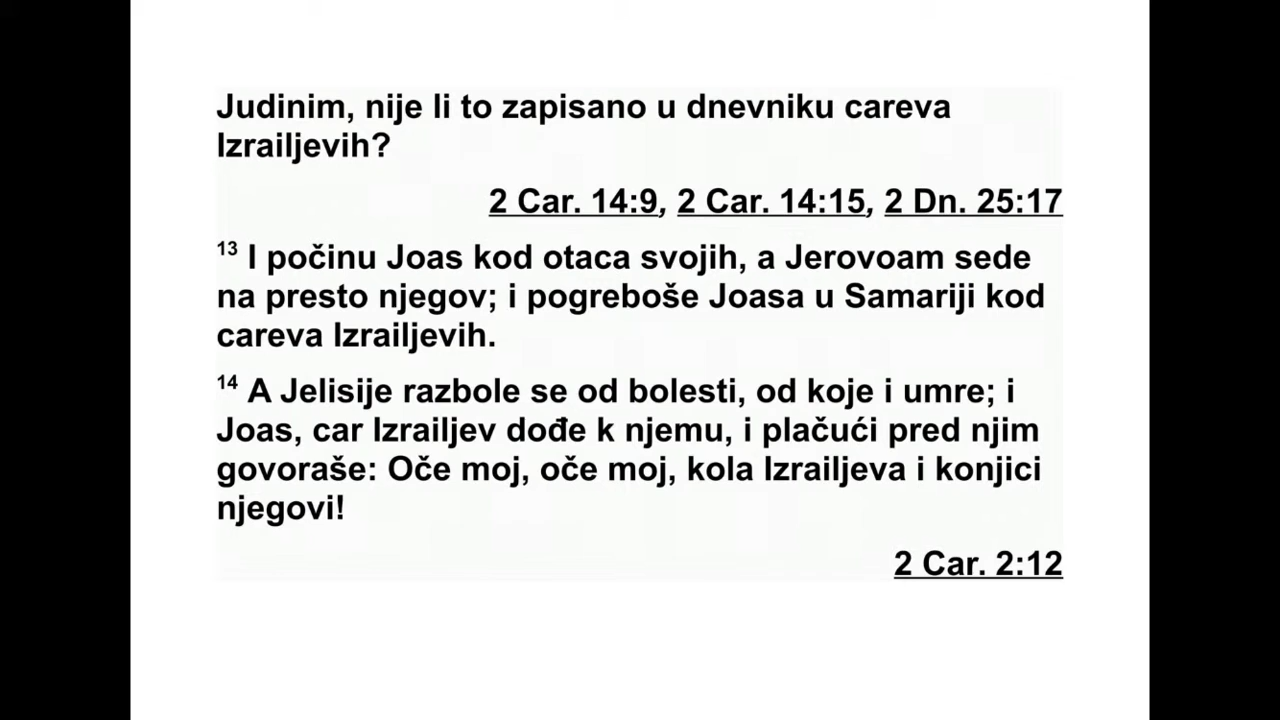 Judinim, nije li to zapisano u dnevniku careva
Izrailjevih?
2 Car. 14:9, 2 Car. 14:15, 2 Dn. 25:17
13 I počinu Joas kod otaca svojih, a Jerovoam sede
na presto njegov; i pogreboše Joasa u Samariji kod
careva Izrailjevih.
14 A Jelisije razbole se od bolesti, od koje i umre; i
Joas, car Izrailjev dođe k njemu, i plačući pred njim
govoraše: Oče moj, oče moj, kola Izrailjeva i konjici
njegovi!
2 Car. 2:12